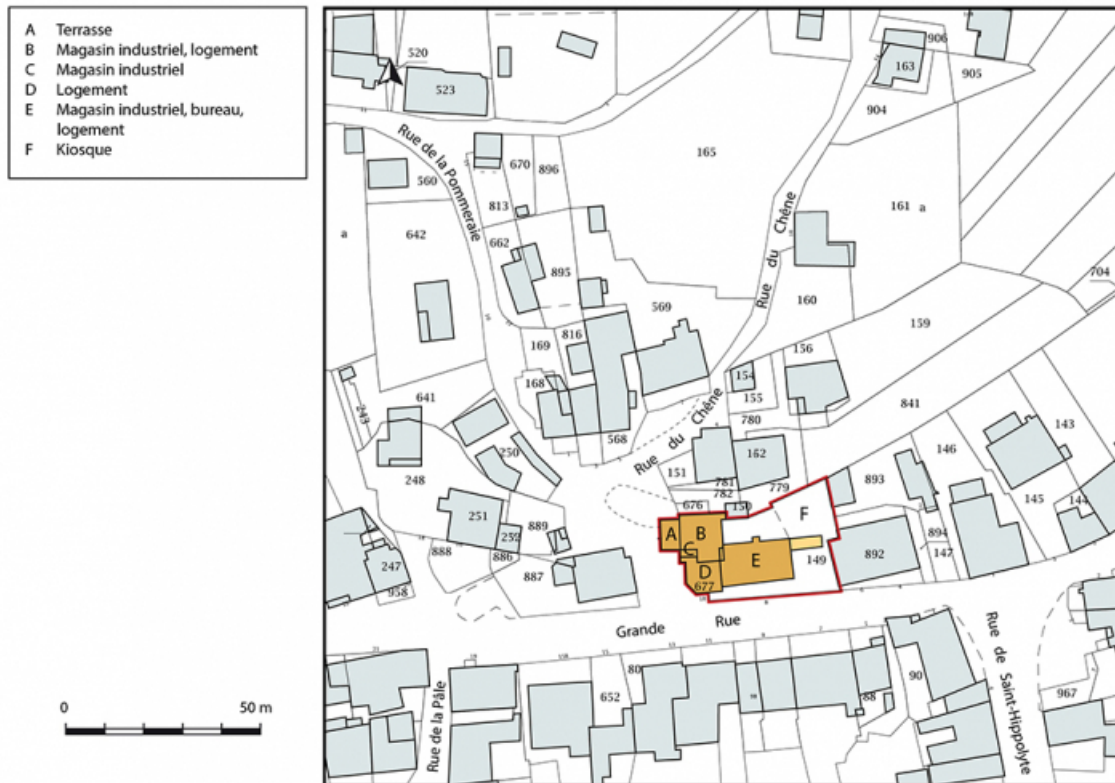 A Terrasse
B Magasin industriel, logement
C Magasin industriel
D Logement
E Magasin industriel, bureau,
logement
F Kiosque
520
523
906
163
905
904
Rue de la Pommeraie
670
896
165
560
813
642
662
161 a
a
Rue du Chêne
895
704
160
569
159
816
169
156
168
154
155
641
243
841
780
568
143
146
Rue du Chêne
162
250
151
248
781
779
893
782
676
150
145
144
F
251
889
A
B
259
894
C
E
149
892
147
888
886
D
247
887
677
958
Grande Rue
80
Rue de Saint-Hippolyte
90
652
88
967
Rue de la Pâle
0 50 m